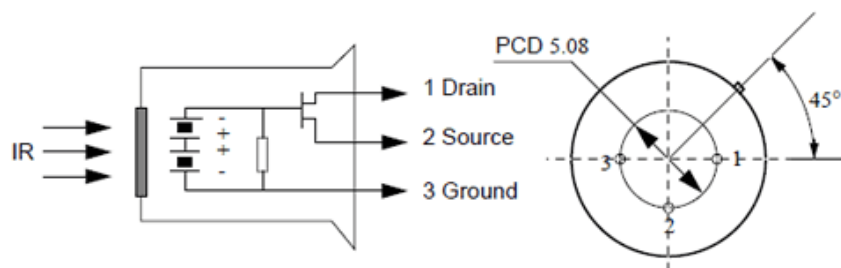 IR
-
+
+
-
1 Drain
2 Source
3 Ground
PCD 5.08
45°
3
1
2